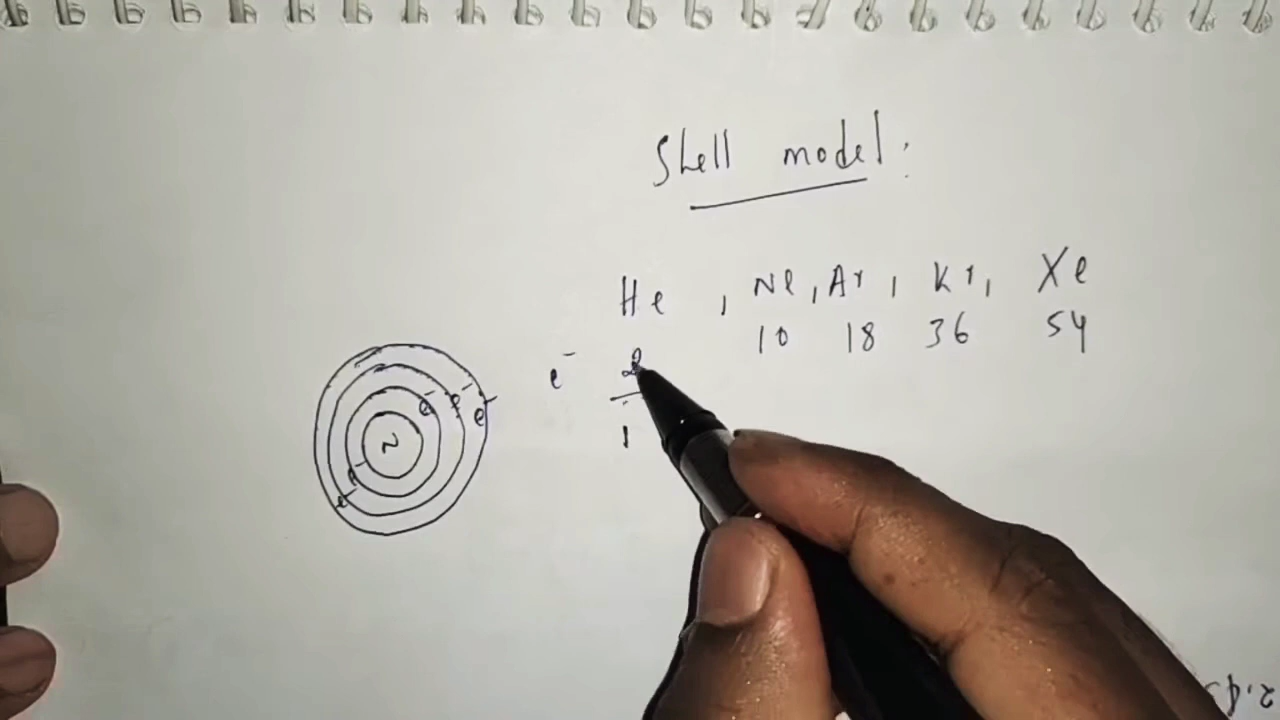 Shell model:
He, Ne, Ar, Kr, Xe
10 18 36 54
e⁻ 2
1
e⁻ e⁻ e⁻
N
e⁻
e⁻